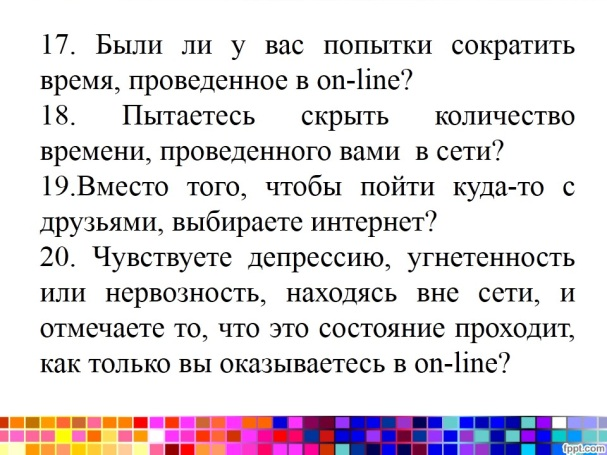 17. Были ли у вас попытки сократить
время, проведенное в on-line?
18. Пытаетесь скрыть количество
времени, проведенного вами в сети?
19.Вместо того, чтобы пойти куда-то с
друзьями, выбираете интернет?
20. Чувствуете депрессию, угнетенность
или нервозность, находясь вне сети, и
отмечаете то, что это состояние проходит,
как только вы оказываетесь в on-line?
fppt.com